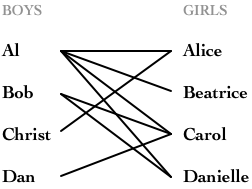 BOYS GIRLS
Al Alice
Bob Beatrice
Christ Carol
Dan Danielle